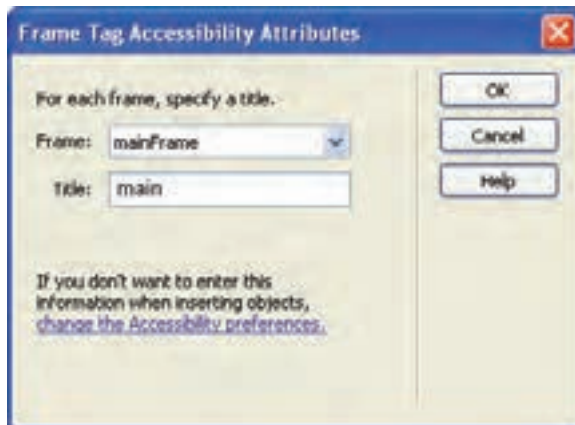 Frame Tag Accessibility Attributes
For each frame, specify a title.
Frame: mainFrame
Title: main
If you don't want to enter this
information when inserting objects,
change the Accessibility preferences.
OK
Cancel
Help